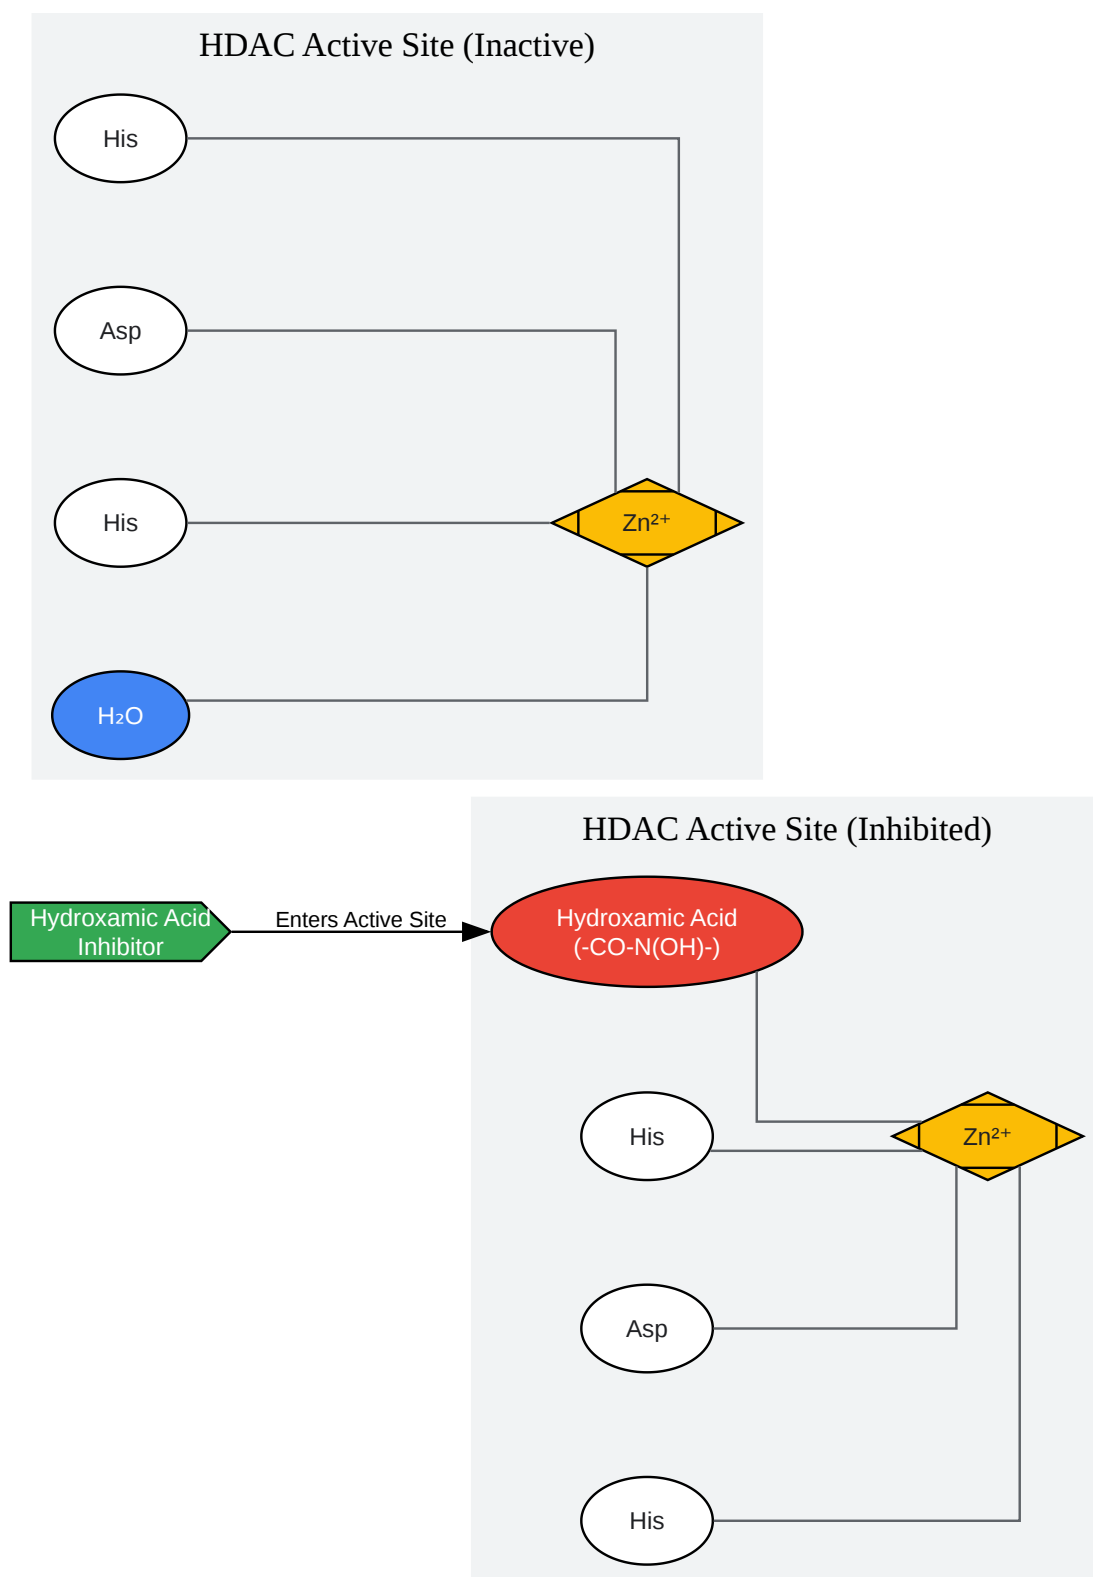 HDAC Active Site (Inactive)
His
Asp
His
Zn²⁺
H₂O
HDAC Active Site (Inhibited)
Hydroxamic Acid
Inhibitor
Enters Active Site
Hydroxamic Acid
(-CO-N(OH)-)
His
Zn²⁺
Asp
His